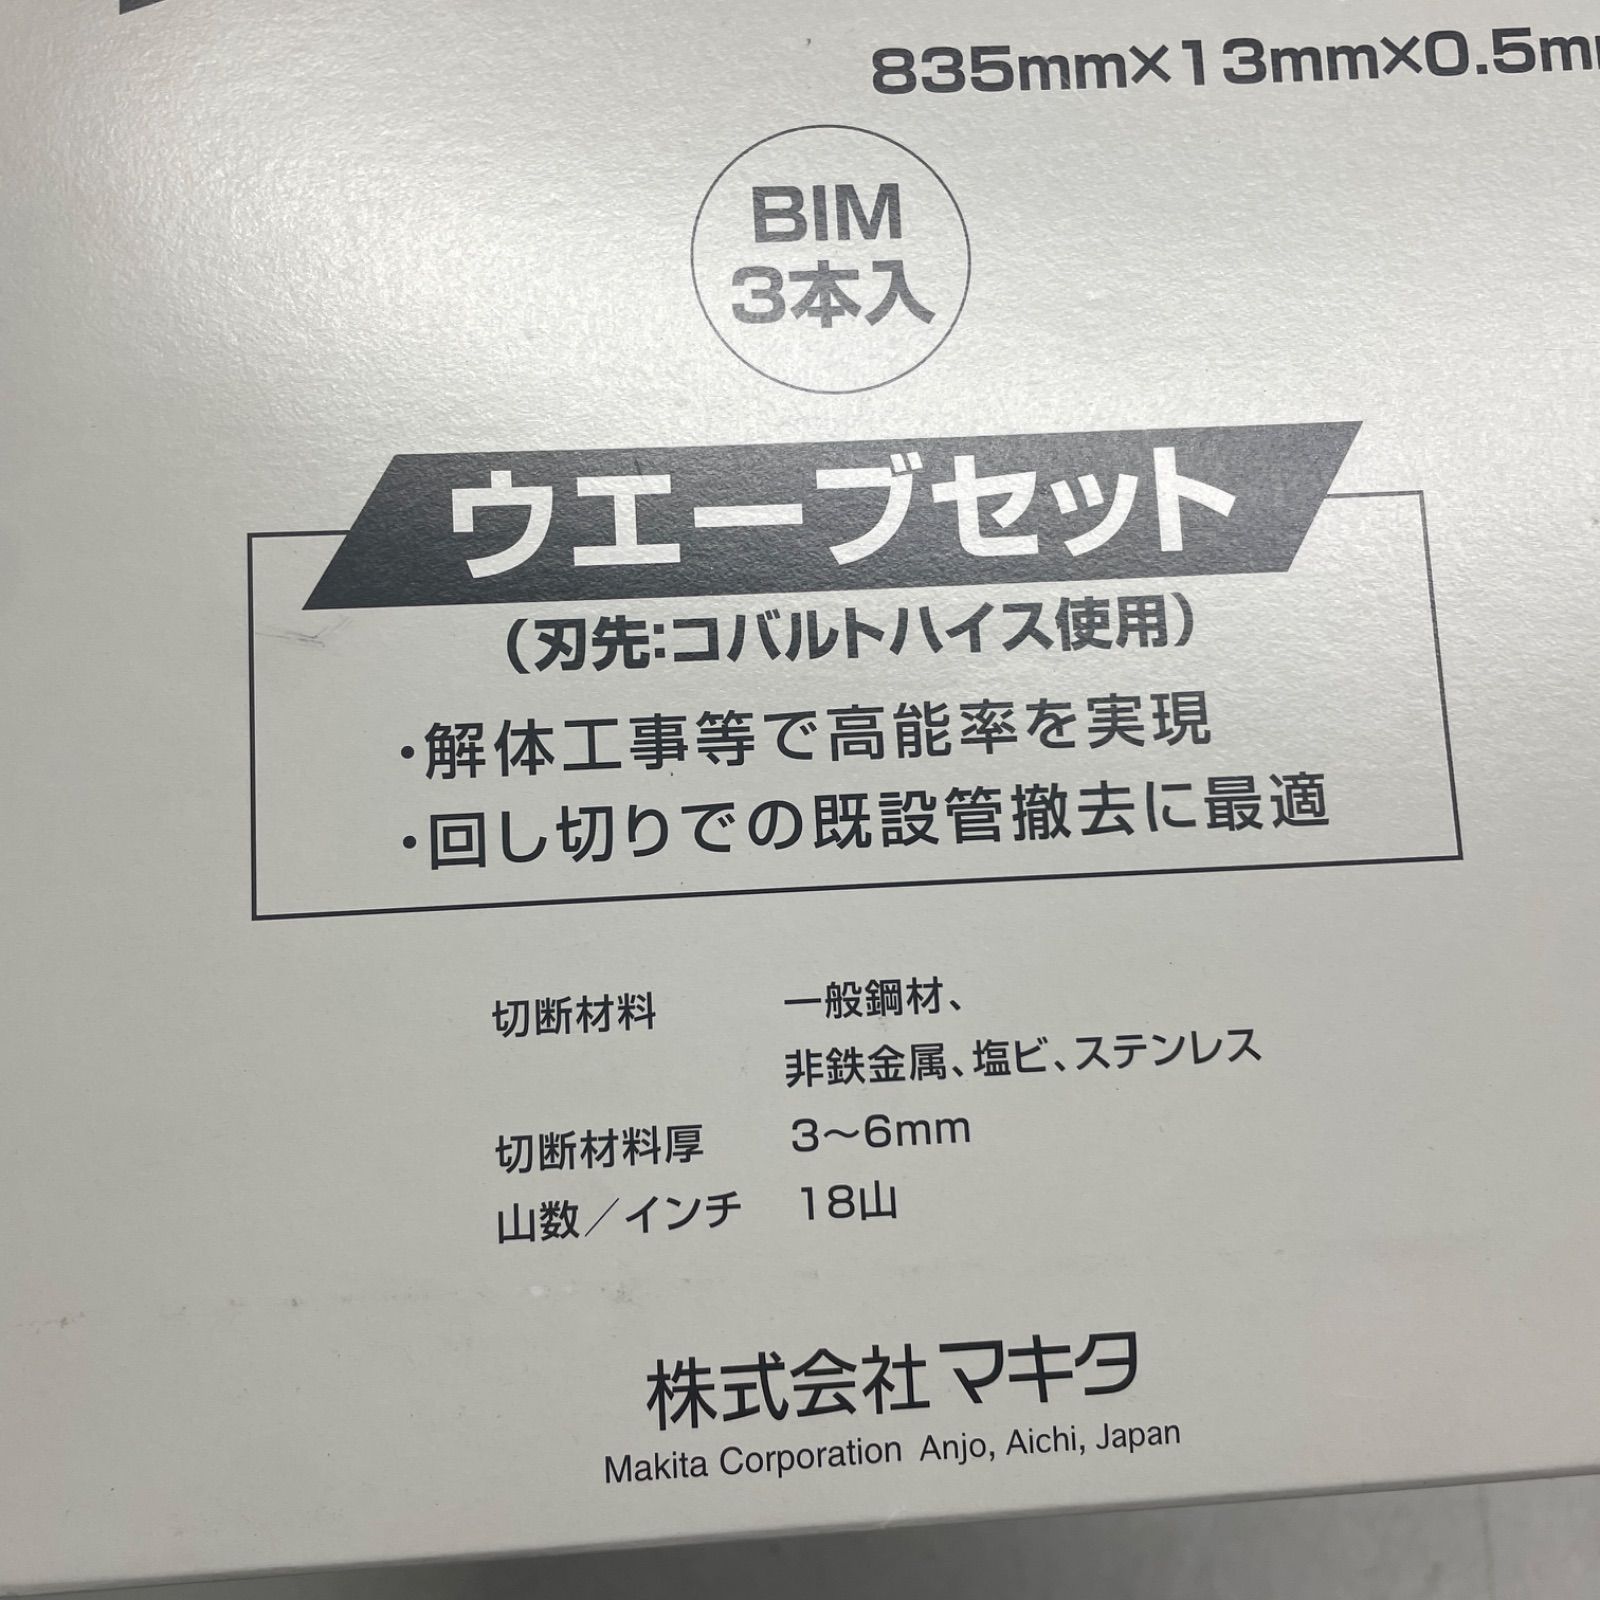 835mm×13mm×0.5m
BIM
3本入
ウエーブセット
（刃先:コバルトハイス使用）
・解体工事等で高能率を実現
・回し切りでの既設管撤去に最適
切断材料 一般鋼材、
非鉄金属、塩ビ、ステンレス
切断材料厚 3～6mm
山数／インチ 18山
株式会社マキタ
Makita Corporation Anjo, Aichi, Japan